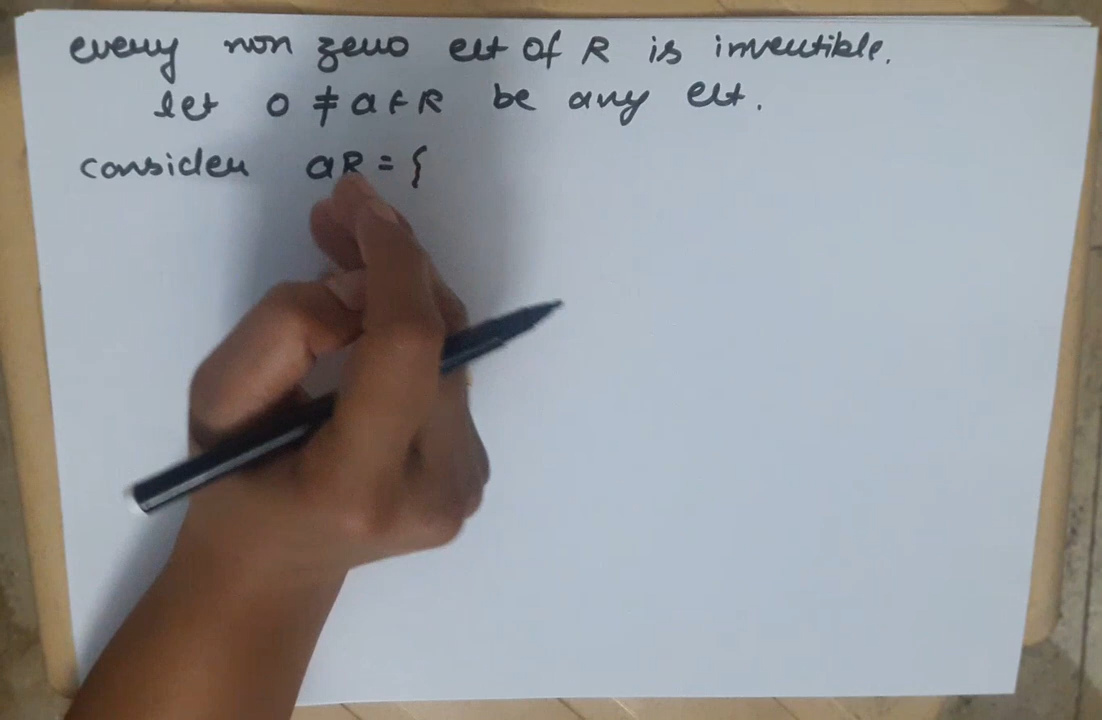 every non zero elt of R is invertible.
let 0 ≠ a ∈ R be any elt.
consider aR = {